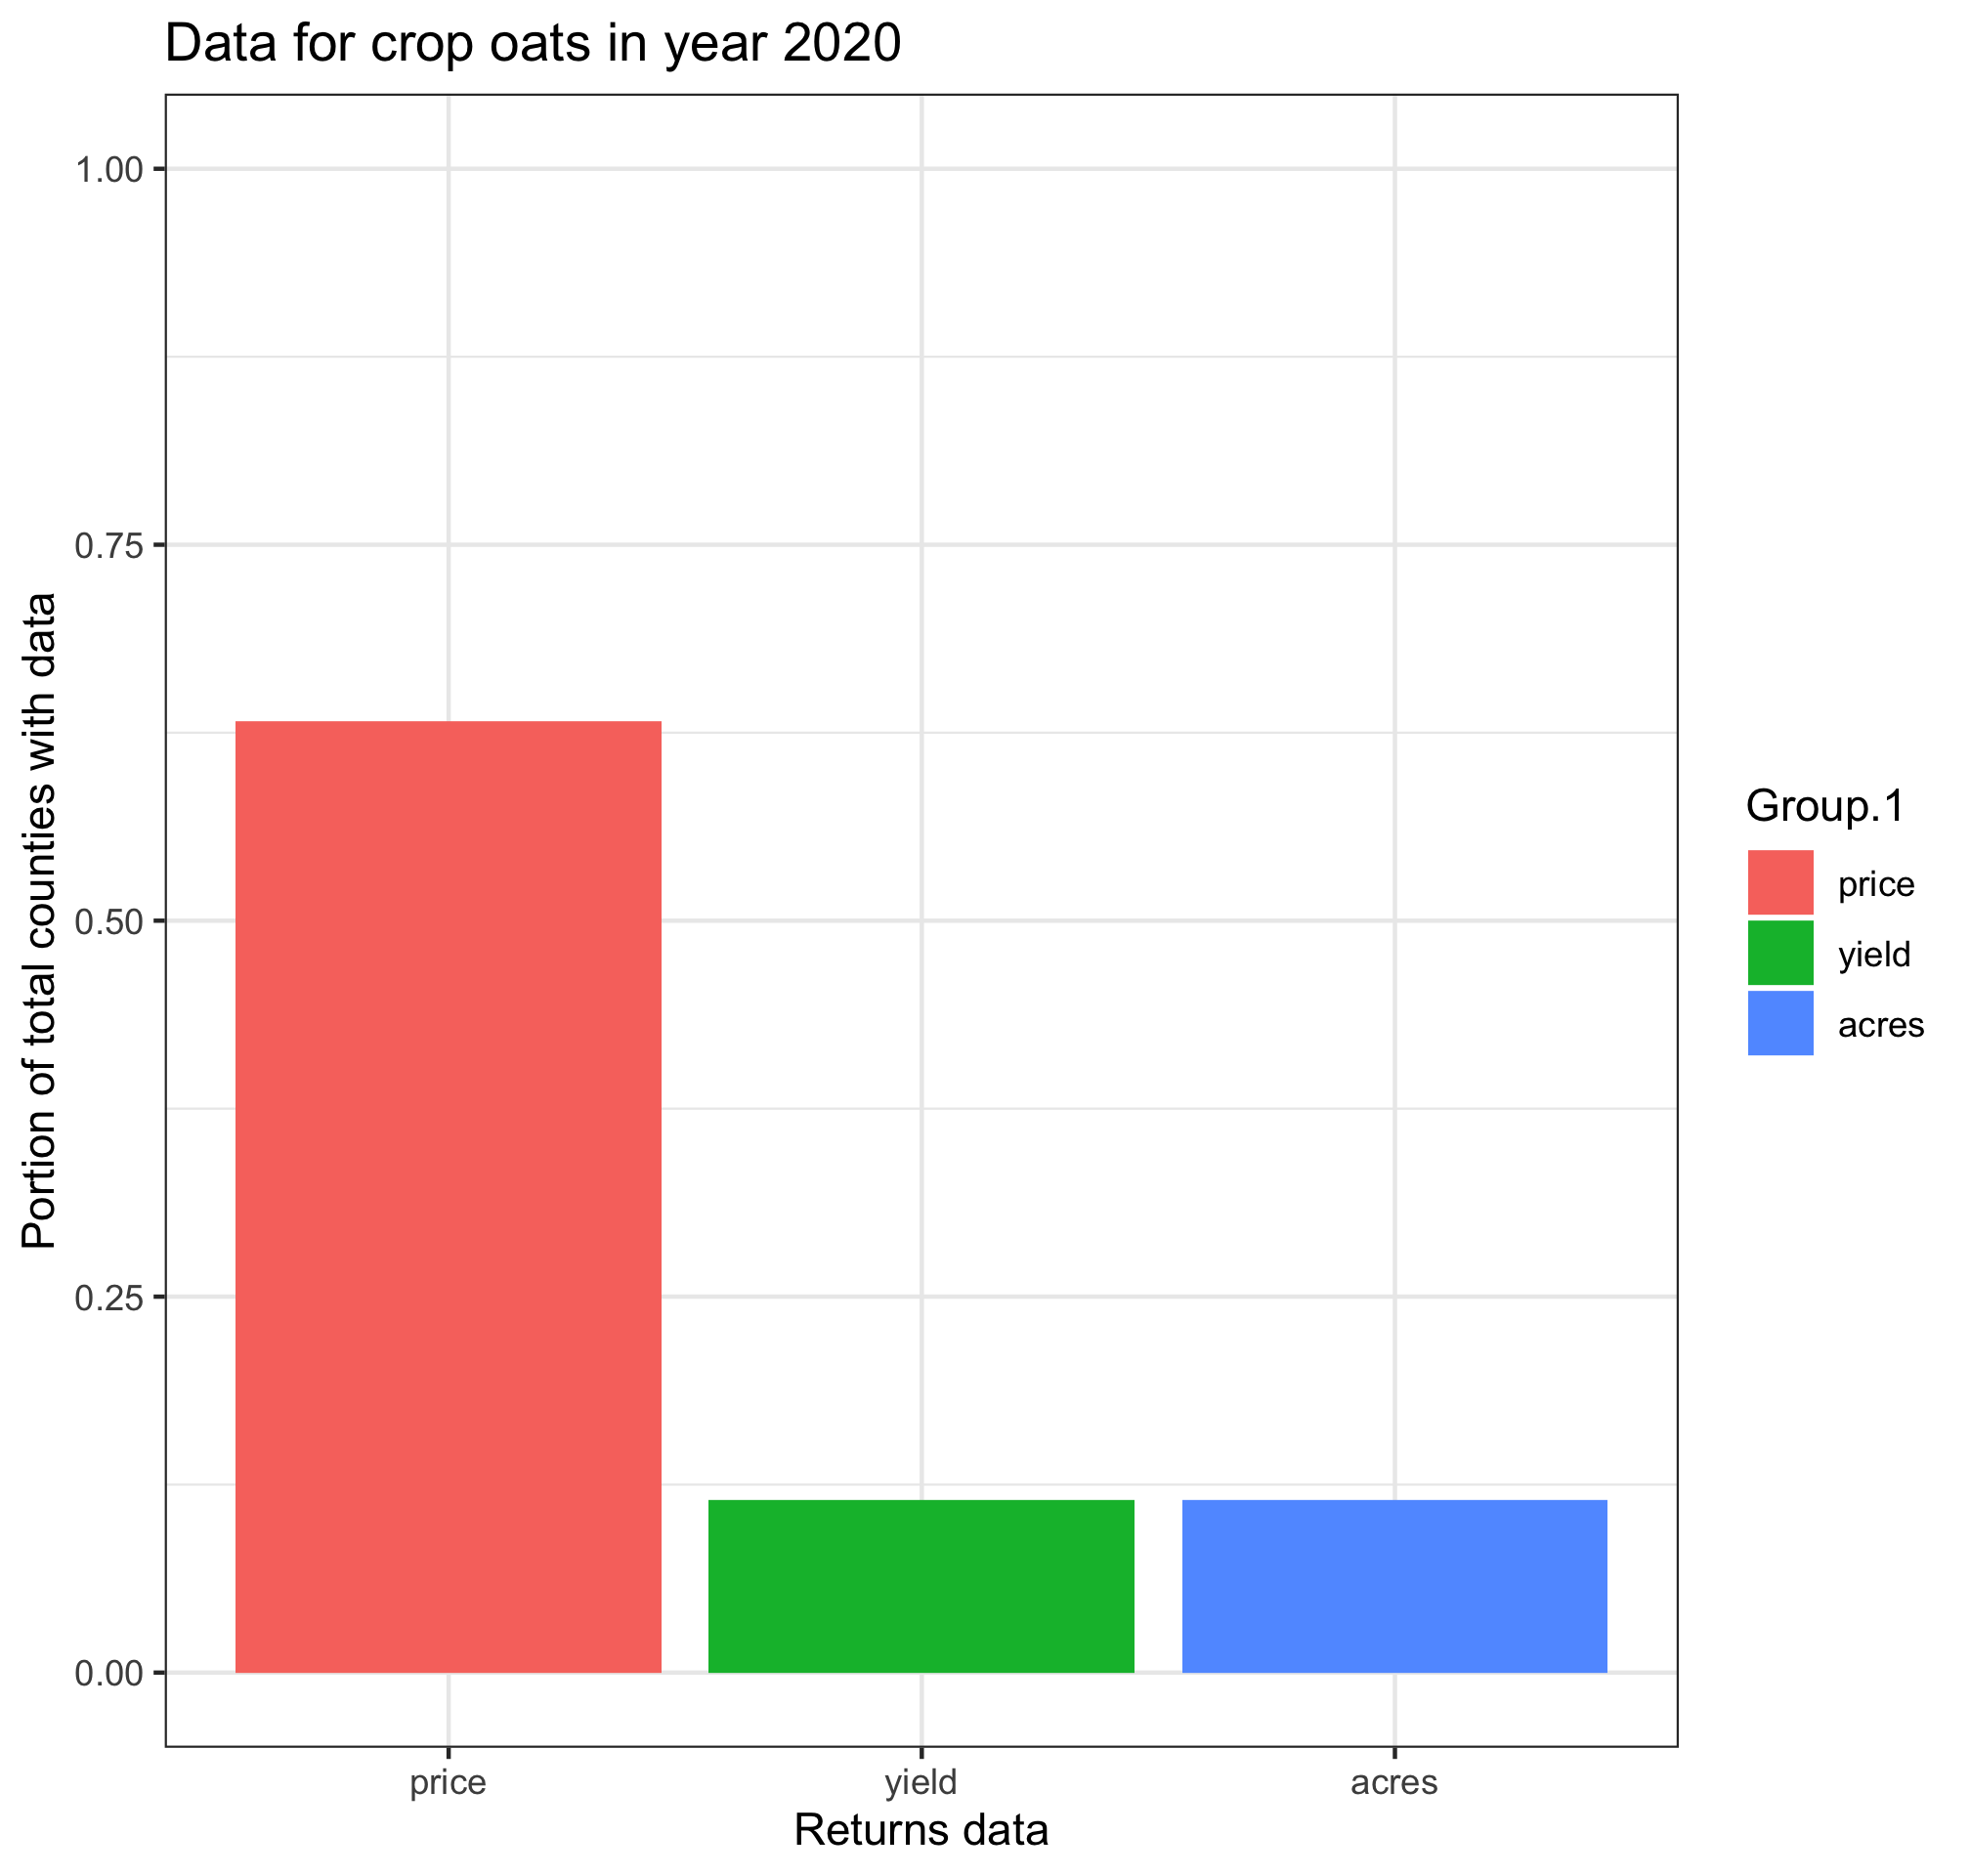 Data for crop oats in year 2020
Portion of total counties with data
1.00
0.75
0.50
0.25
0.00
price
yield
acres
Returns data
Group.1
price
yield
acres